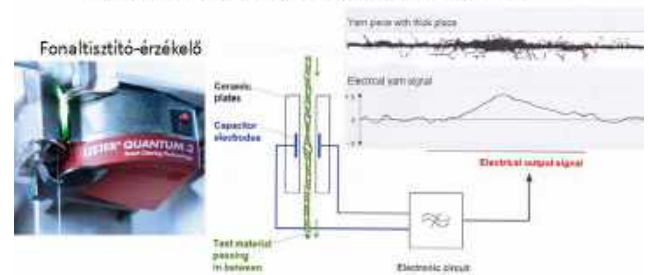 Yarn piece with thick place
Fonaltisztító-érzékelő
Electrical yarn signal
Ceramic
plates
Capacitor
electrodes
USTER® QUANTUM 3
Electrical output signal
Test material
passing
in between
Electronic circuit